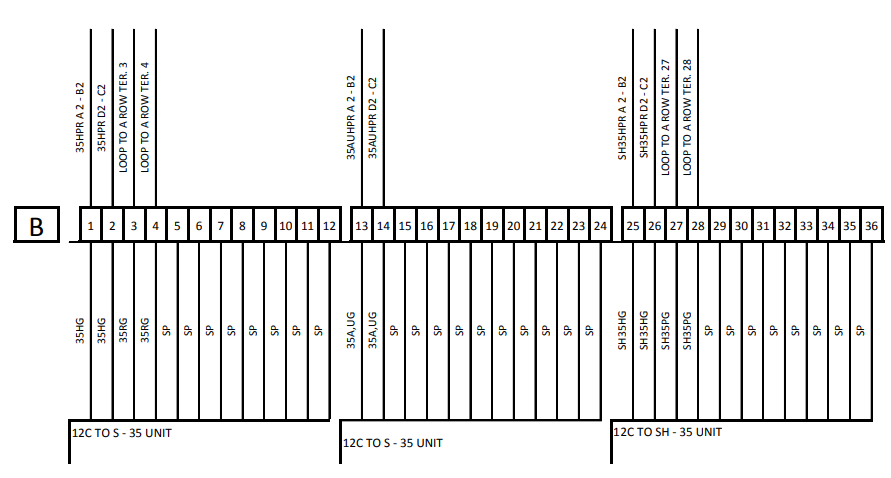 35HPR A 2 - B2
35HPR D2 - C2
LOOP TO A ROW TER. 3
LOOP TO A ROW TER. 4
35AUHPR A 2 - B2
35AUHPR D2 - C2
SH35HPR A 2 - B2
SH35HPR D2 - C2
LOOP TO A ROW TER. 27
LOOP TO A ROW TER. 28
B
1 2 3 4 5 6 7 8 9 10 11 12 13 14 15 16 17 18 19 20 21 22 23 24 25 26 27 28 29 30 31 32 33 34 35 36
35HG
35HG
35RG
35RG
SP
SP
SP
SP
SP
SP
SP
SP
35A,UG
35A,UG
SP
SP
SP
SP
SP
SP
SP
SP
SP
SP
SH35HG
SH35HG
SH35PG
SH35PG
SP
SP
SP
SP
SP
SP
SP
SP
12C TO S - 35 UNIT
12C TO S - 35 UNIT
12C TO SH - 35 UNIT